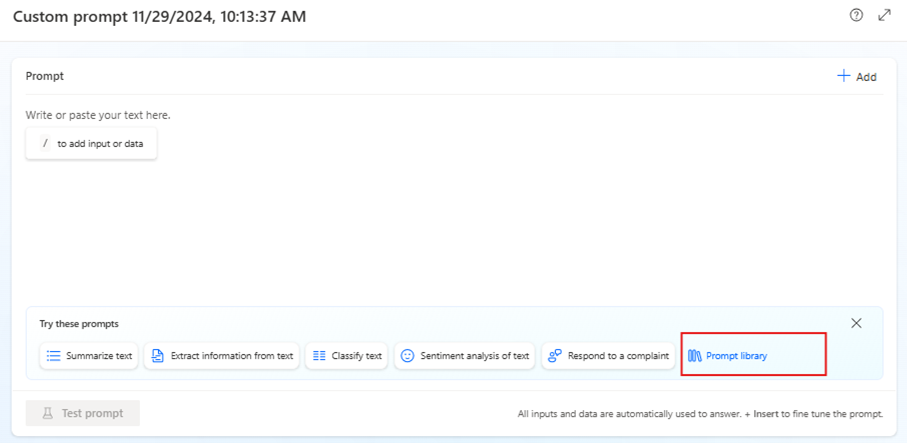 Custom prompt 11/29/2024, 10:13:37 AM
Prompt
Add
Write or paste your text here.
/ to add input or data
Try these prompts
Summarize text
Extract information from text
Classify text
Sentiment analysis of text
Respond to a complaint
Prompt library
Test prompt
All inputs and data are automatically used to answer. + Insert to fine tune the prompt.